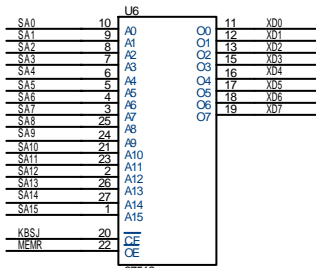 U6
SA0 10 A0 O0 11 XD0
SA1 9 A1 O1 12 XD1
SA2 8 A2 O2 13 XD2
SA3 7 A3 O3 15 XD3
SA4 6 A4 O4 16 XD4
SA5 5 A5 O5 17 XD5
SA6 4 A6 O6 18 XD6
SA7 3 A7 O7 19 XD7
SA8 25 A8
SA9 24 A9
SA10 21 A10
SA11 23 A11
SA12 2 A12
SA13 26 A13
SA14 27 A14
SA15 1 A15
KBSJ 20 CE
MEMR 22 OE